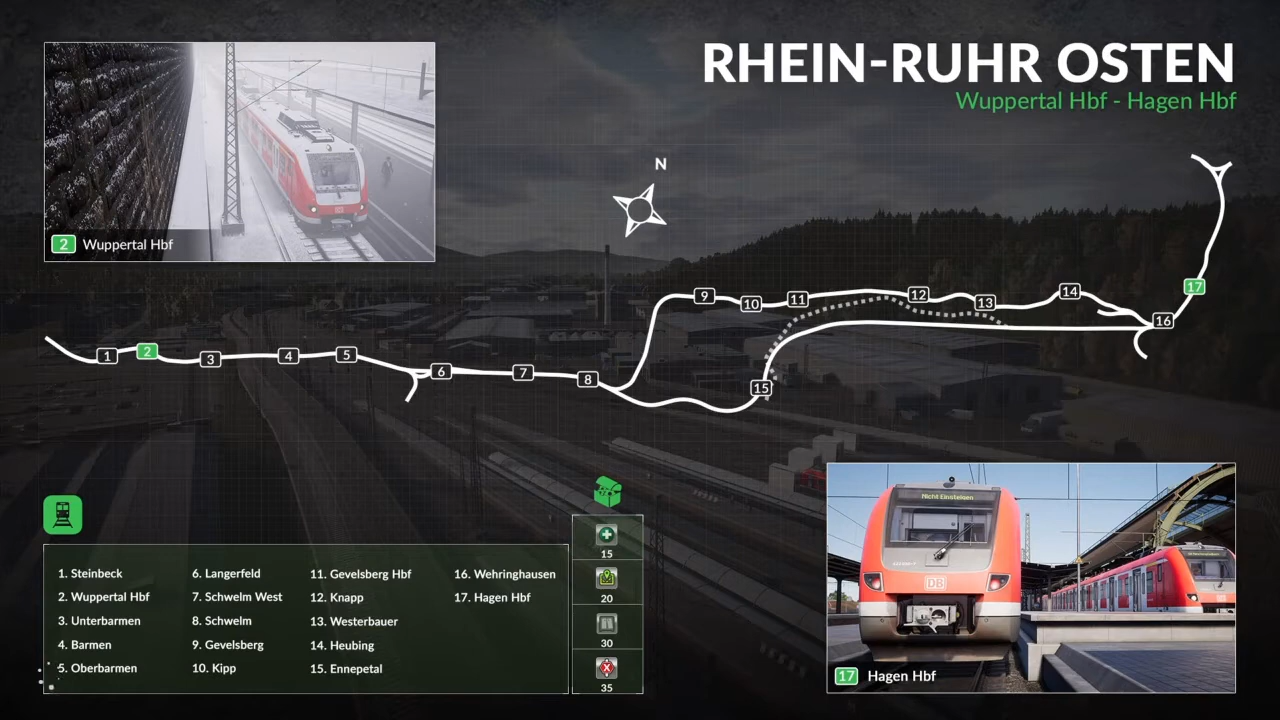 RHEIN-RUHR OSTEN
Wuppertal Hbf - Hagen Hbf
2 Wuppertal Hbf
N
1
2
3
4
5
6
7
8
9
10
11
12
13
14
15
16
17
1. Steinbeck
2. Wuppertal Hbf
3. Unterbarmen
4. Barmen
5. Oberbarmen
6. Langerfeld
7. Schwelm West
8. Schwelm
9. Gevelsberg
10. Kipp
11. Gevelsberg Hbf
12. Knapp
13. Westerbauer
14. Heubing
15. Ennepetal
16. Wehringhausen
17. Hagen Hbf
15
20
30
35
Nicht Einsteigen
DB
17 Hagen Hbf